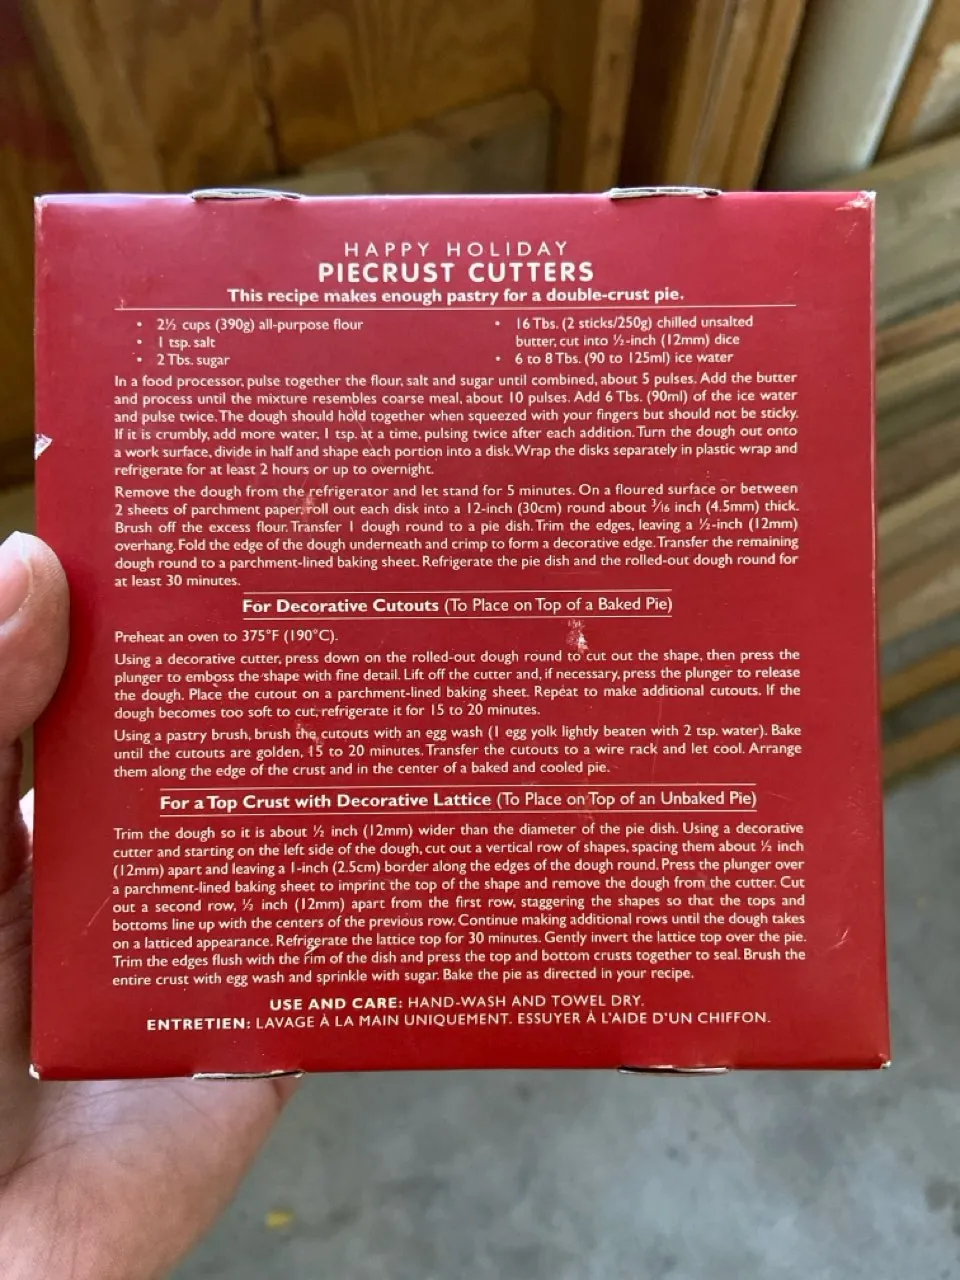 HAPPY HOLIDAY
PIECRUST CUTTERS
This recipe makes enough pastry for a double-crust pie.
• 2½ cups (390g) all-purpose flour
• 1 tsp. salt
• 2 Tbs. sugar
• 16 Tbs. (2 sticks/250g) chilled unsalted
butter, cut into ½-inch (12mm) dice
• 6 to 8 Tbs. (90 to 125ml) ice water
In a food processor, pulse together the flour, salt and sugar until combined, about 5 pulses. Add the butter
and process until the mixture resembles coarse meal, about 10 pulses. Add 6 Tbs. (90ml) of the ice water
and pulse twice. The dough should hold together when squeezed with your fingers but should not be sticky.
If it is crumbly, add more water, 1 tsp. at a time, pulsing twice after each addition. Turn the dough out onto
a work surface, divide in half and shape each portion into a disk. Wrap the disks separately in plastic wrap and
refrigerate for at least 2 hours or up to overnight.
Remove the dough from the refrigerator and let stand for 5 minutes. On a floured surface or between
2 sheets of parchment paper, roll out each disk into a 12-inch (30cm) round about 3/16 inch (4.5mm) thick.
Brush off the excess flour. Transfer 1 dough round to a pie dish. Trim the edges, leaving a ½-inch (12mm)
overhang. Fold the edge of the dough underneath and crimp to form a decorative edge. Transfer the remaining
dough round to a parchment-lined baking sheet. Refrigerate the pie dish and the rolled-out dough round for
at least 30 minutes.
For Decorative Cutouts (To Place on Top of a Baked Pie)
Preheat an oven to 375°F (190°C).
Using a decorative cutter, press down on the rolled-out dough round to cut out the shape, then press the
plunger to emboss the shape with fine detail. Lift off the cutter and, if necessary, press the plunger to release
the dough. Place the cutout on a parchment-lined baking sheet. Repeat to make additional cutouts. If the
dough becomes too soft to cut, refrigerate it for 15 to 20 minutes.
Using a pastry brush, brush the cutouts with an egg wash (1 egg yolk lightly beaten with 2 tsp. water). Bake
until the cutouts are golden, 15 to 20 minutes. Transfer the cutouts to a wire rack and let cool. Arrange
them along the edge of the crust and in the center of a baked and cooled pie.
For a Top Crust with Decorative Lattice (To Place on Top of an Unbaked Pie)
Trim the dough so it is about ½ inch (12mm) wider than the diameter of the pie dish. Using a decorative
cutter and starting on the left side of the dough, cut out a vertical row of shapes, spacing them about ½ inch
(12mm) apart and leaving a 1-inch (2.5cm) border along the edges of the dough round. Press the plunger over
a parchment-lined baking sheet to imprint the top of the shape and remove the dough from the cutter. Cut
out a second row, ½ inch (12mm) apart from the first row, staggering the shapes so that the tops and
bottoms line up with the centers of the previous row. Continue making additional rows until the dough takes
on a latticed appearance. Refrigerate the lattice top for 30 minutes. Gently invert the lattice top over the pie.
Trim the edges flush with the rim of the dish and press the top and bottom crusts together to seal. Brush the
entire crust with egg wash and sprinkle with sugar. Bake the pie as directed in your recipe.
USE AND CARE: HAND-WASH AND TOWEL DRY.
ENTRETIEN: LAVAGE À LA MAIN UNIQUEMENT. ESSUYER À L'AIDE D'UN CHIFFON.